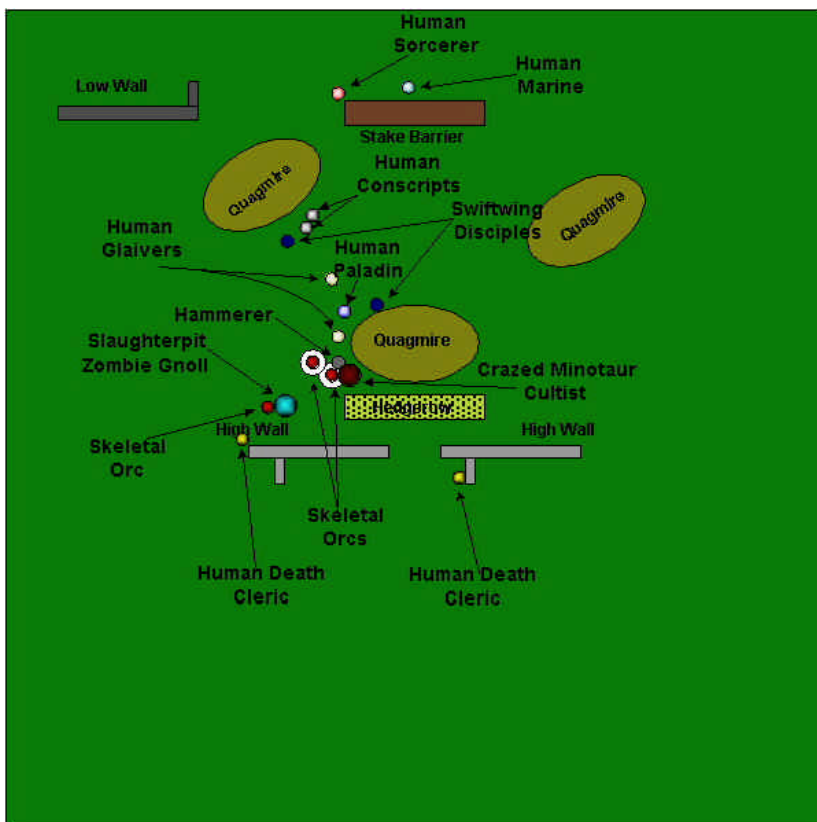 Human
Sorcerer
Human
Marine
Low Wall
Stake Barrier
Human
Conscripts
Quagmire
Swiftwing
Disciples
Quagmire
Human
Glaivers
Human
Paladin
Hammerer
Quagmire
Slaughterpit
Zombie Gnoll
Crazed Minotaur
Cultist
Hedgerow
High Wall
High Wall
Skeletal
Orc
Skeletal
Orcs
Human Death
Cleric
Human Death
Cleric